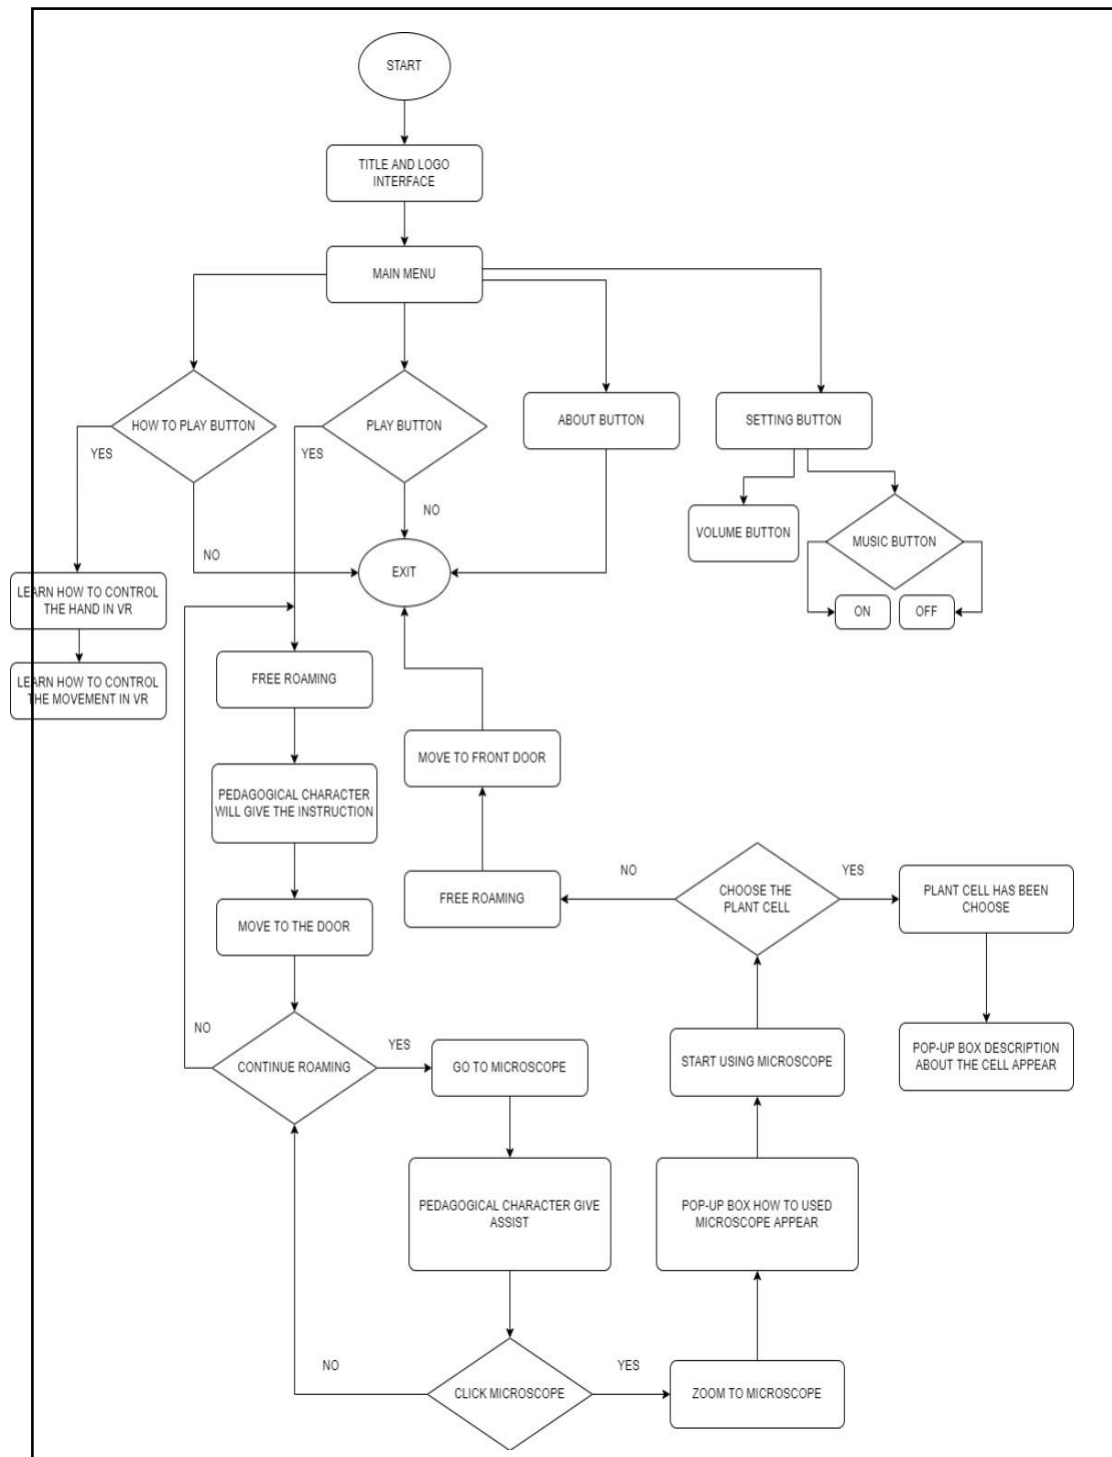 START
TITLE AND LOGO
INTERFACE
MAIN MENU
HOW TO PLAY BUTTON
PLAY BUTTON
ABOUT BUTTON
SETTING BUTTON
YES
YES
NO
NO
VOLUME BUTTON
MUSIC BUTTON
EXIT
ON
OFF
LEARN HOW TO CONTROL
THE HAND IN VR
LEARN HOW TO CONTROL
THE MOVEMENT IN VR
FREE ROAMING
MOVE TO FRONT DOOR
PEDAGOGICAL CHARACTER
WILL GIVE THE INSTRUCTION
NO
YES
FREE ROAMING
CHOOSE THE
PLANT CELL
PLANT CELL HAS BEEN
CHOOSE
MOVE TO THE DOOR
NO
YES
CONTINUE ROAMING
GO TO MICROSCOPE
START USING MICROSCOPE
POP-UP BOX DESCRIPTION
ABOUT THE CELL APPEAR
PEDAGOGICAL CHARACTER GIVE
ASSIST
POP-UP BOX HOW TO USED
MICROSCOPE APPEAR
NO
YES
CLICK MICROSCOPE
ZOOM TO MICROSCOPE